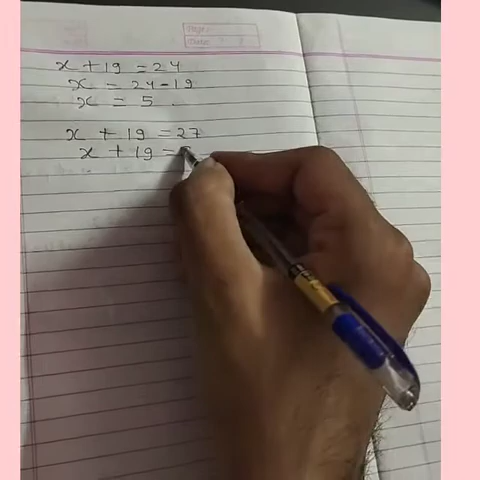 Page:
Date:
x + 19 = 24
x = 24 - 19
x = 5 .
x + 19 = 27
x + 19 =